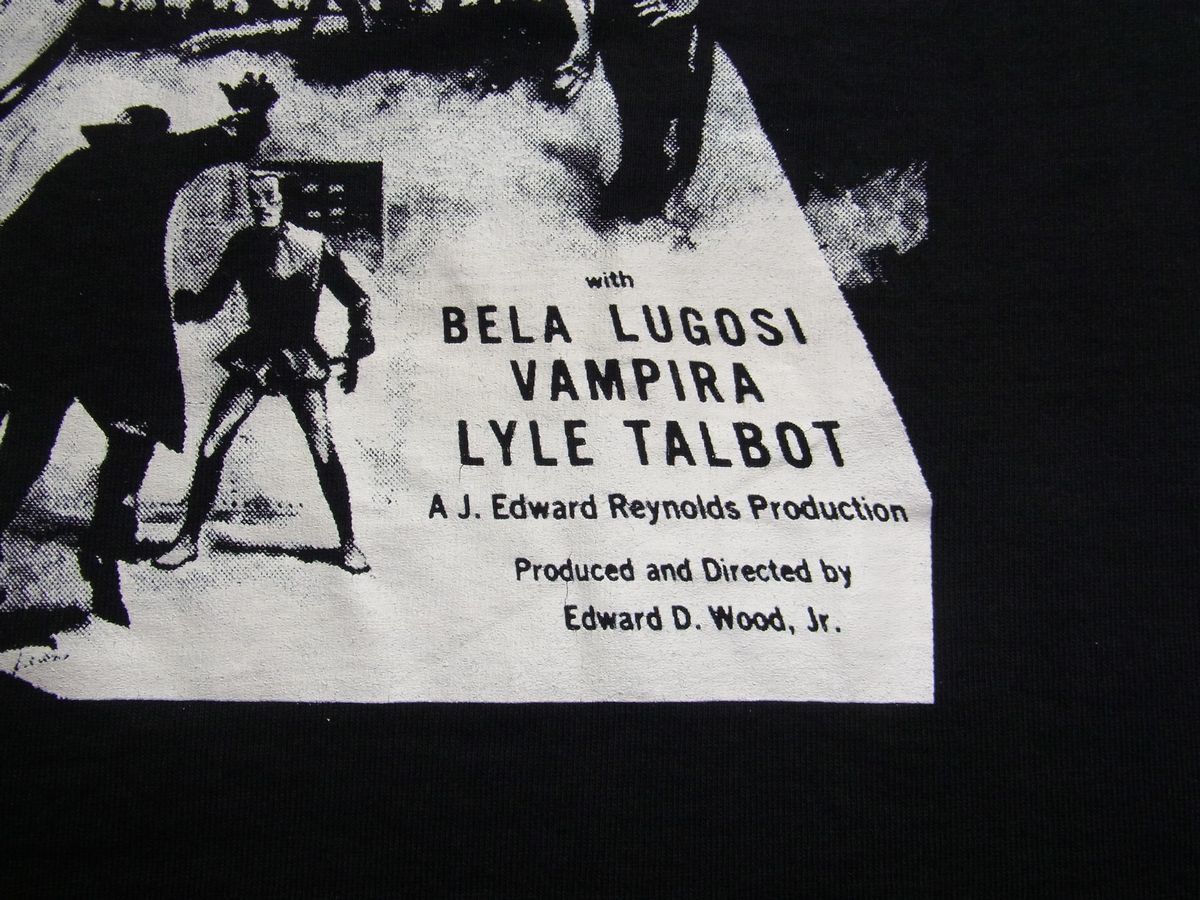 with
BELA LUGOSI
VAMPIRA
LYLE TALBOT
A J. Edward Reynolds Production
Produced and Directed by
Edward D. Wood, Jr.